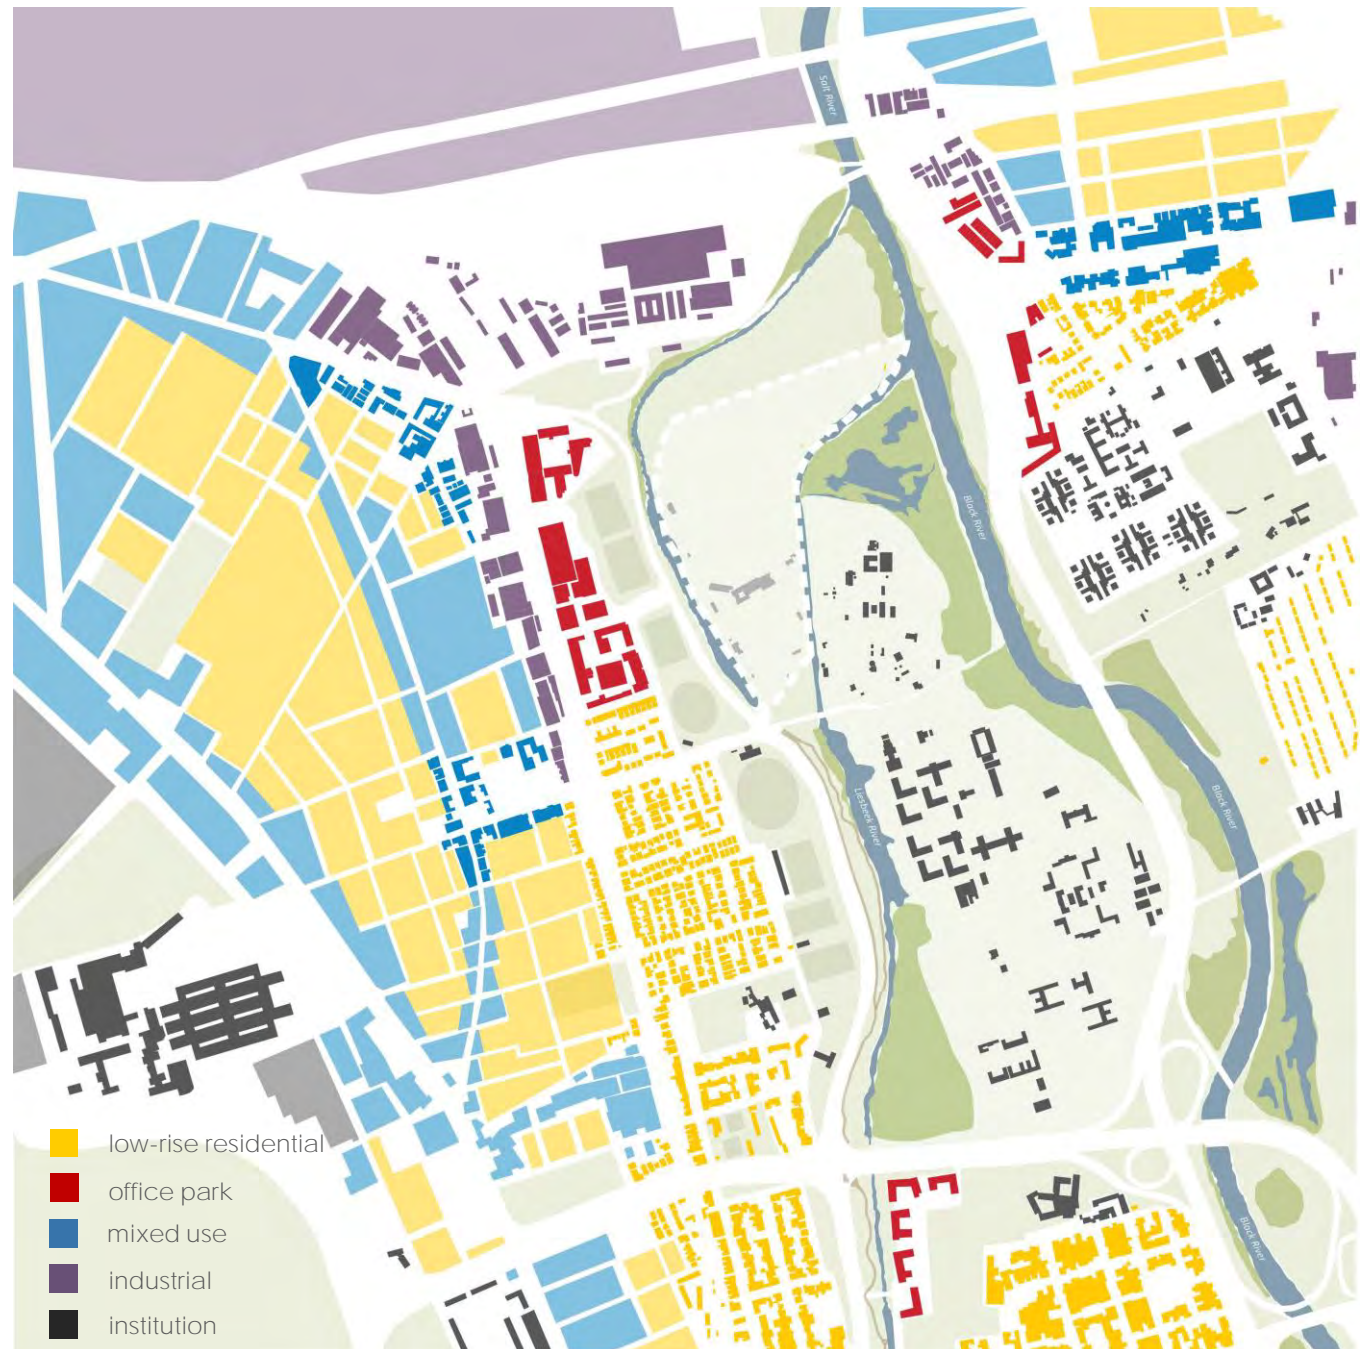 Salt River
Black River
Liesbeek River
Black River
Black River
low-rise residential
office park
mixed use
industrial
institution